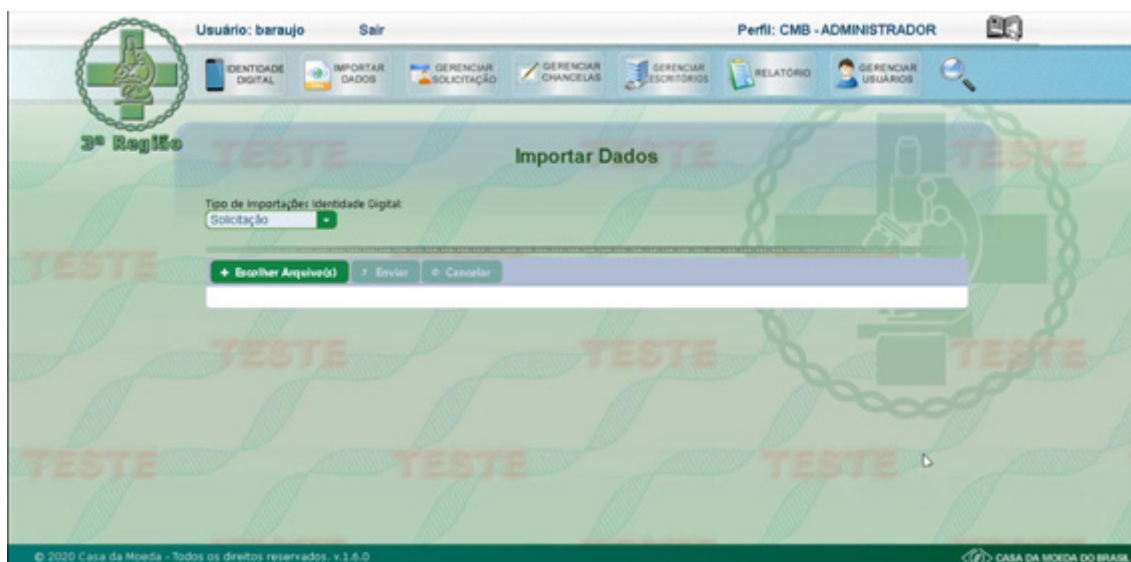 Usuário: baraujo Sair Perfil: CMB - ADMINISTRADOR
IDENTIDADE DIGITAL
IMPORTAR DADOS
GERENCIAR SOLICITAÇÃO
GERENCIAR CHANCELAS
GERENCIAR ESCRITÓRIOS
RELATÓRIO
GERENCIAR USUÁRIOS
3ª Região
TESTE TESTE TESTE
Importar Dados
Tipo de Importações Identidade Digital:
Solicitação
TESTE
+ Escolher Arquivo(s) Enviar Cancelar
TESTE TESTE TESTE
TESTE TESTE TESTE
© 2020 Casa da Moeda - Todos os direitos reservados. v.1.6.0 CASA DA MOEDA DO BRASIL